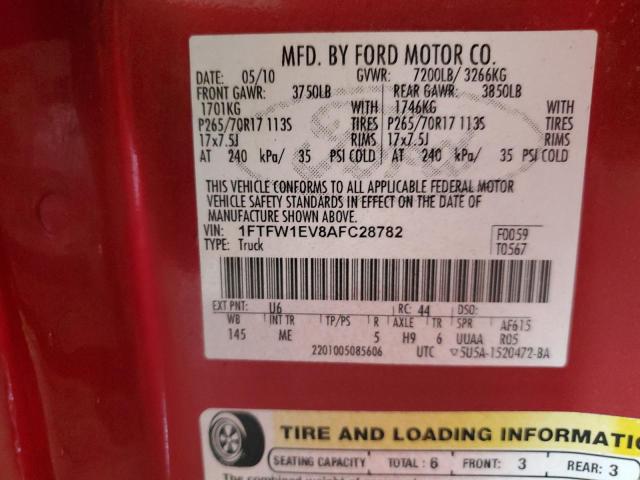 MFD. BY FORD MOTOR CO.
DATE: 05/10 GVWR: 7200LB/ 3266KG
FRONT GAWR: 3750LB REAR GAWR: 3850LB
1701KG WITH 1746KG WITH
P265/70R17 113S TIRES P265/70R17 113S TIRES
17x7.5J RIMS 17x7.5J RIMS
AT 240 kPa/ 35 PSI COLD AT 240 kPa/ 35 PSI COLD
THIS VEHICLE CONFORMS TO ALL APPLICABLE FEDERAL MOTOR
VEHICLE SAFETY STANDARDS IN EFFECT ON THE DATE OF
MANUFACTURE SHOWN ABOVE.
VIN: 1FTFW1EV8AFC28782 F0059
TYPE: Truck T0567
EXT PNT: U6 RC: 44 DSO:
WB INT TR TP/PS R AXLE TR SPR AF615
145 ME 5 H9 6 UUAA R05
2201005085606 UTC ▽5U5A-1520472-BA
TIRE AND LOADING INFORMATIO
SEATING CAPACITY TOTAL: 6 FRONT: 3 REAR: 3
The combined weight of